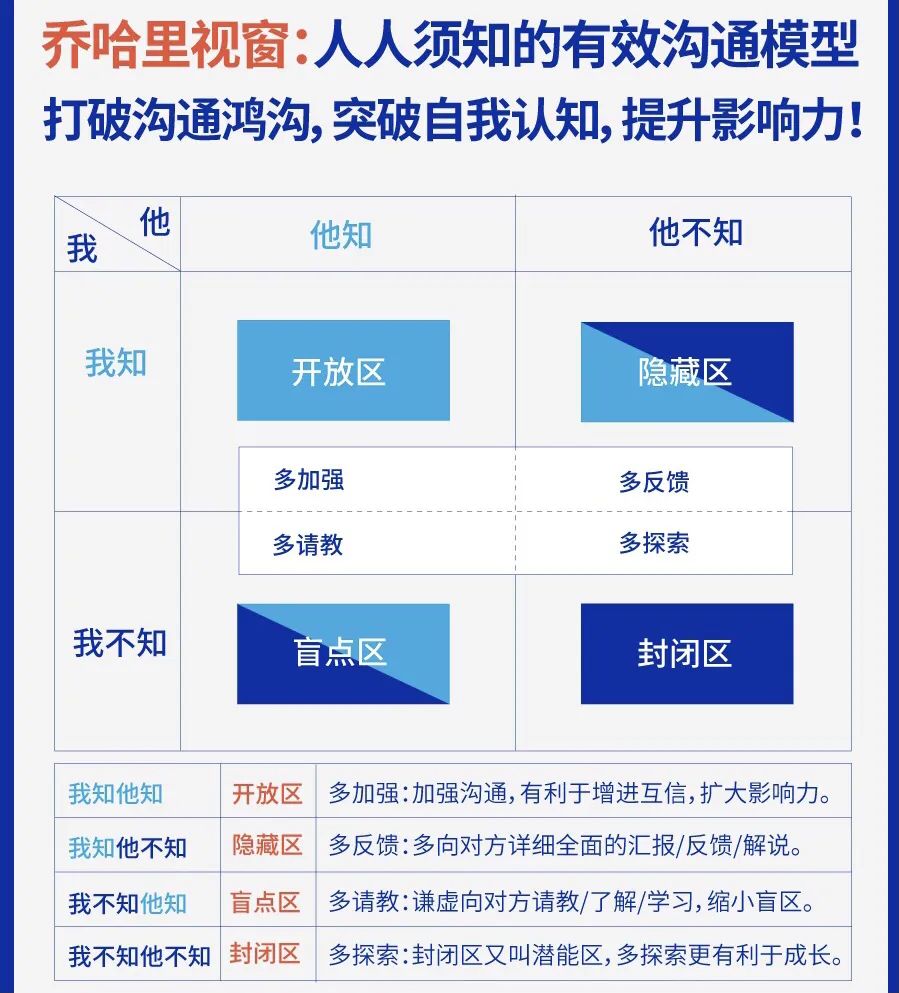 乔哈里视窗：人人须知的有效沟通模型
打破沟通鸿沟，突破自我认知，提升影响力！
他
我
他知
他不知
我知
开放区
隐藏区
多加强
多反馈
多请教
多探索
我不知
盲点区
封闭区
我知他知 开放区 多加强：加强沟通，有利于增进互信，扩大影响力。
我知他不知 隐藏区 多反馈：多向对方详细全面的汇报/反馈/解说。
我不知他知 盲点区 多请教：谦虚向对方请教/了解/学习，缩小盲区。
我不知他不知 封闭区 多探索：封闭区又叫潜能区，多探索更有利于成长。